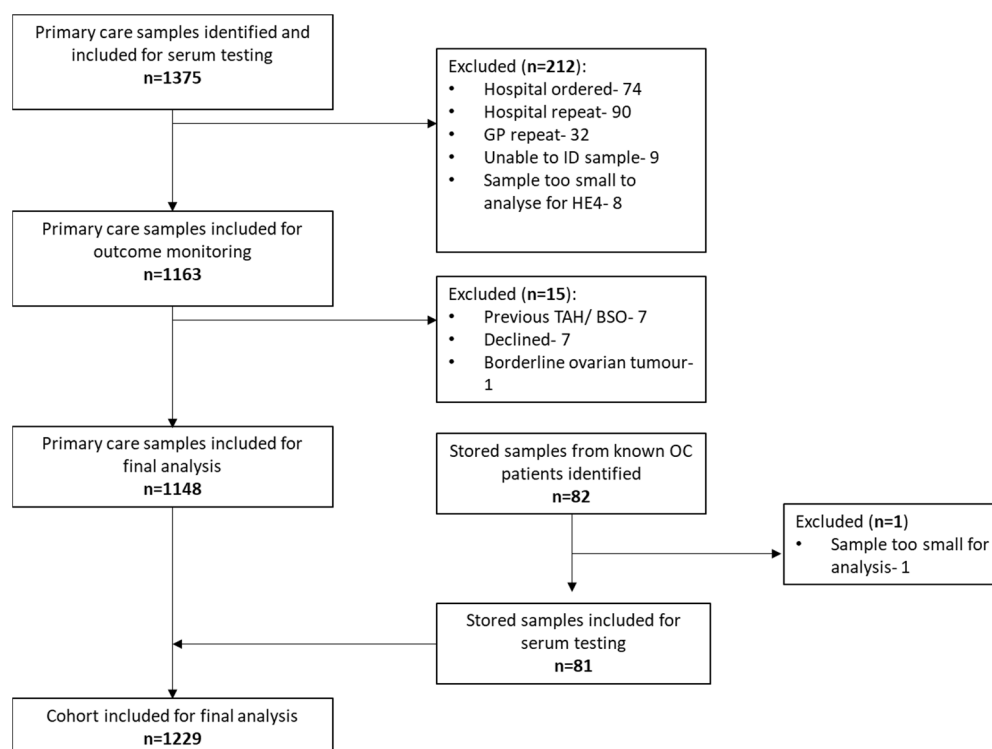 Primary care samples identified and
included for serum testing
n=1375
Excluded (n=212):
• Hospital ordered- 74
• Hospital repeat- 90
• GP repeat- 32
• Unable to ID sample- 9
• Sample too small to
analyse for HE4- 8
Primary care samples included for
outcome monitoring
n=1163
Excluded (n=15):
• Previous TAH/ BSO- 7
• Declined- 7
• Borderline ovarian tumour-
1
Primary care samples included for
final analysis
n=1148
Stored samples from known OC
patients identified
n=82
Excluded (n=1)
• Sample too small for
analysis- 1
Stored samples included for
serum testing
n=81
Cohort included for final analysis
n=1229